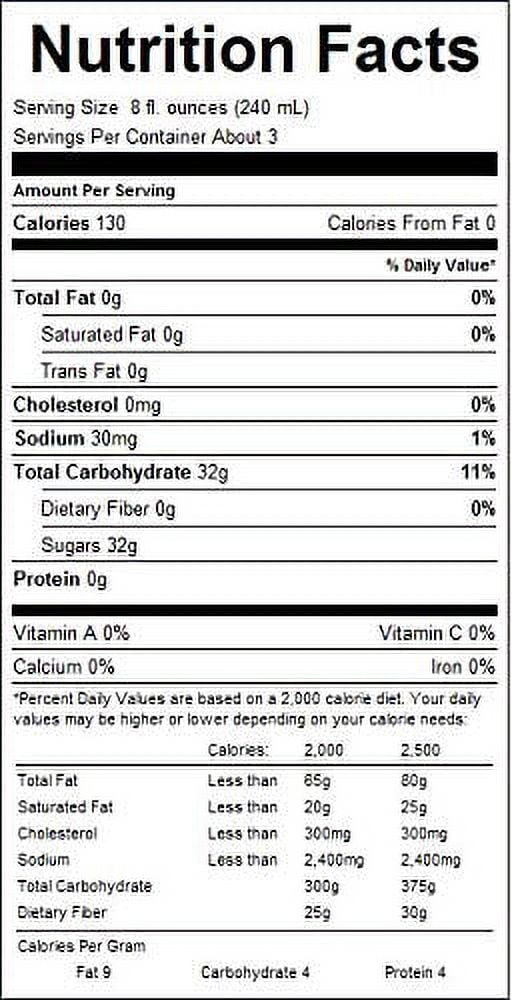 Nutrition Facts
Serving Size 8 fl. ounces (240 mL)
Servings Per Container About 3
Amount Per Serving
Calories 130 Calories From Fat 0
% Daily Value*
Total Fat 0g 0%
Saturated Fat 0g 0%
Trans Fat 0g
Cholesterol 0mg 0%
Sodium 30mg 1%
Total Carbohydrate 32g 11%
Dietary Fiber 0g 0%
Sugars 32g
Protein 0g
Vitamin A 0% Vitamin C 0%
Calcium 0% Iron 0%
*Percent Daily Values are based on a 2,000 calorie diet. Your daily
values may be higher or lower depending on your calorie needs:
Calories: 2,000 2,500
Total Fat Less than 65g 80g
Saturated Fat Less than 20g 25g
Cholesterol Less than 300mg 300mg
Sodium Less than 2,400mg 2,400mg
Total Carbohydrate 300g 375g
Dietary Fiber 25g 30g
Calories Per Gram
Fat 9 Carbohydrate 4 Protein 4